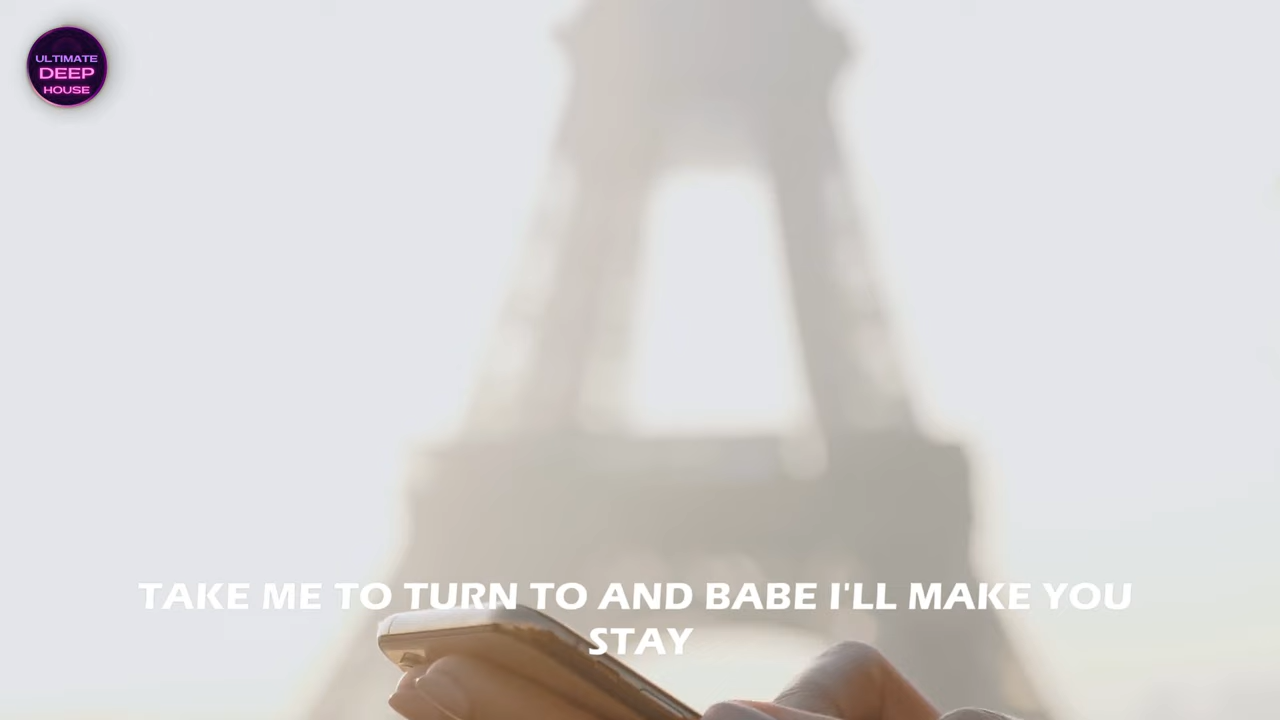 ULTIMATE
DEEP
HOUSE
TAKE ME TO TURN TO AND BABE I'LL MAKE YOU
STAY